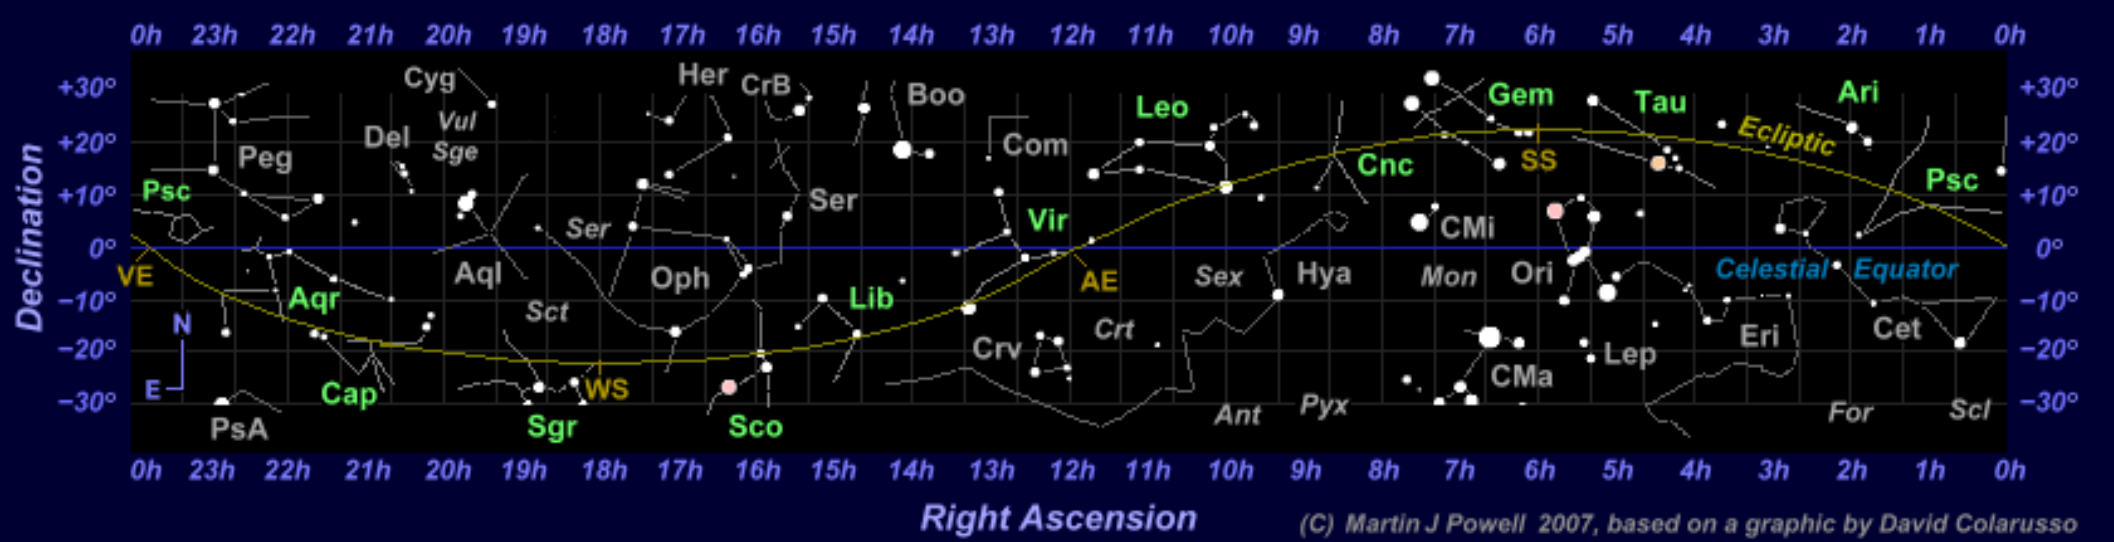 0h 23h 22h 21h 20h 19h 18h 17h 16h 15h 14h 13h 12h 11h 10h 9h 8h 7h 6h 5h 4h 3h 2h 1h 0h
Cyg Her CrB
+30° Boo Leo Gem Tau Ari +30°
Vul
Del Com Ecliptic
+20° Sge +20°
Peg SS
Cnc
Psc +10° Ser +10° Psc
Ser Vir CMi
Declination
0° 0°
VE Aql Oph AE Sex Hya Mon Ori Celestial Equator
−10° Aqr Lib −10°
N Sct Crt Cet
Eri
−20° Crv Lep −20°
E WS CMa
Cap
−30° −30°
PsA Sgr Sco Ant Pyx For Scl
0h 23h 22h 21h 20h 19h 18h 17h 16h 15h 14h 13h 12h 11h 10h 9h 8h 7h 6h 5h 4h 3h 2h 1h 0h
Right Ascension
(C) Martin J Powell 2007, based on a graphic by David Colarusso